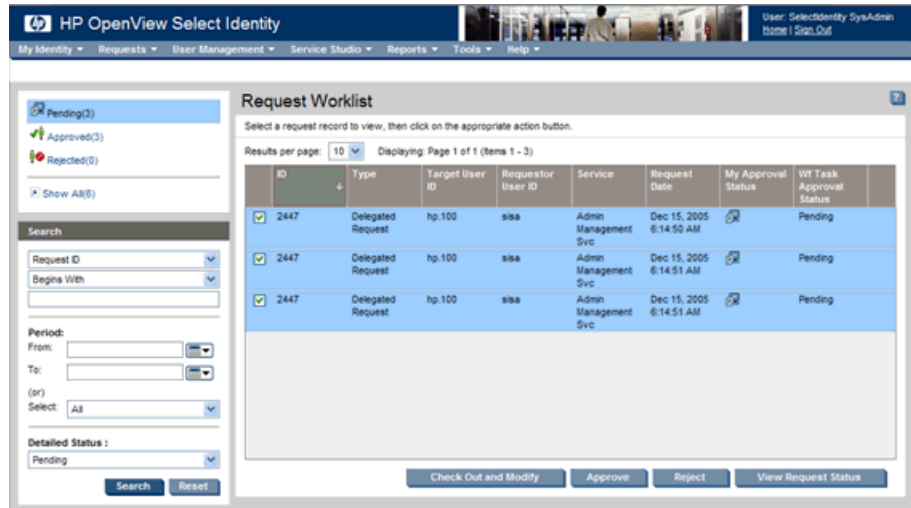 HP OpenView Select Identity
User: SelectIdentity SysAdmin
Home | Sign Out
My Identity Requests User Management Service Studio Reports Tools Help
Pending(3)
Approved(3)
Rejected(0)
Show All(6)
Search
Request ID
Begins With
Period:
From:
To:
(or)
Select: All
Detailed Status :
Pending
Search Reset
Request Worklist
?
Select a request record to view, then click on the appropriate action button.
Results per page: 10 Displaying: Page 1 of 1 (items 1 - 3)
ID Type Target User Requestor Service Request My Approval Wf Task
ID User ID Date Status Approval
Status
2447 Delegated hp.100 sisa Admin Dec 15, 2005 Pending
Request Management 6:14:50 AM
Svc
2447 Delegated hp.100 sisa Admin Dec 15, 2005 Pending
Request Management 6:14:51 AM
Svc
2447 Delegated hp.100 sisa Admin Dec 15, 2005 Pending
Request Management 6:14:51 AM
Svc
Check Out and Modify Approve Reject View Request Status